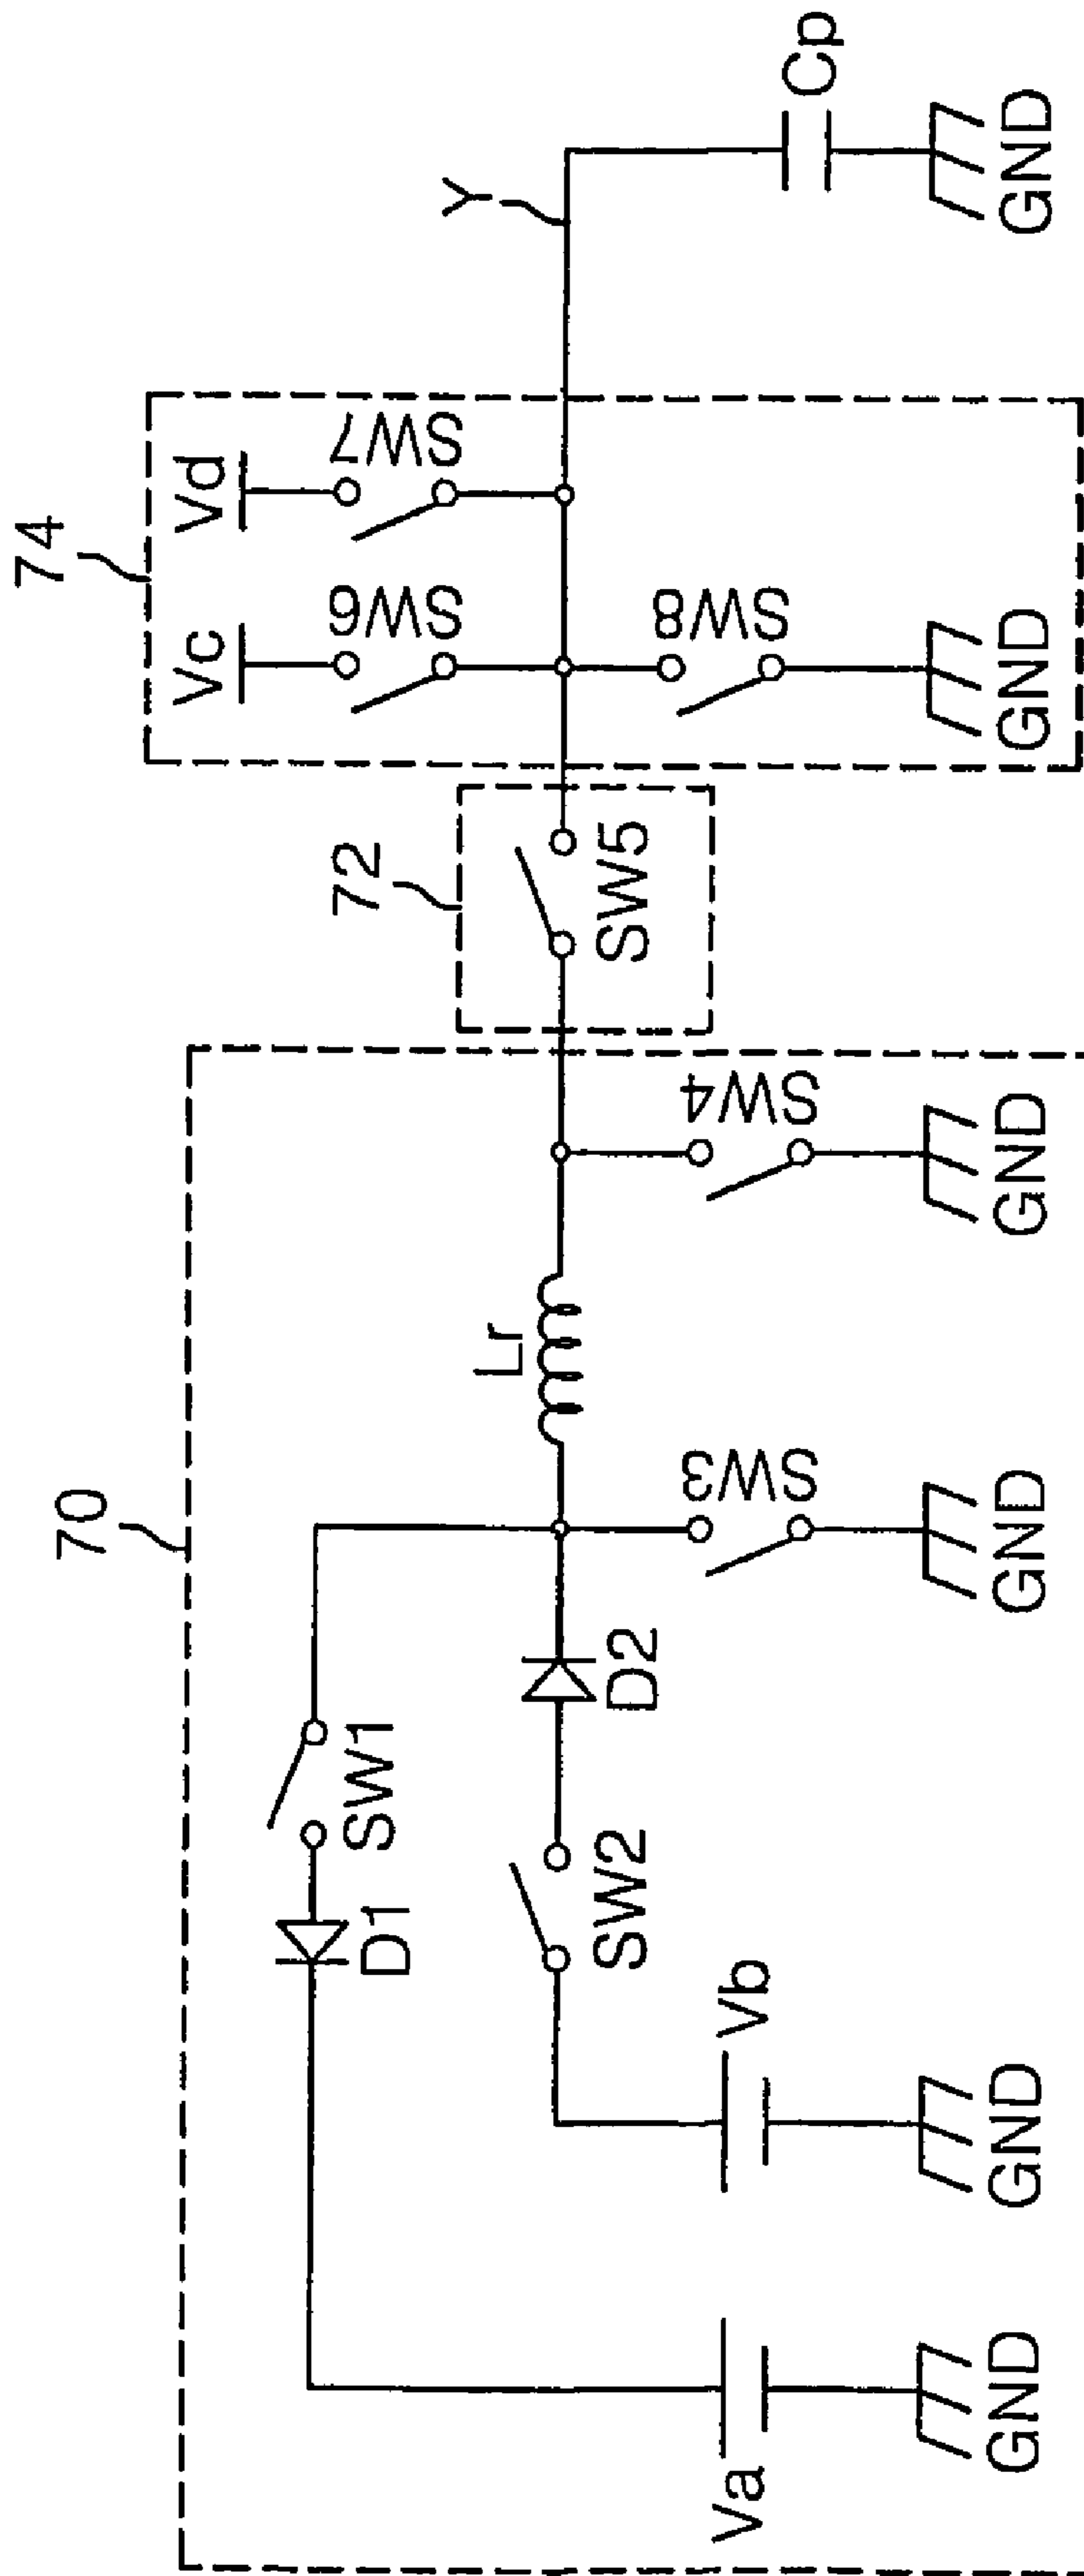 70
72
74
Vc
Vd
SW6
SW7
Y
D1
SW1
Lr
SW2
D2
SW5
SW3
SW4
SW8
Cp
Va
Vb
GND
GND
GND
GND
GND
GND